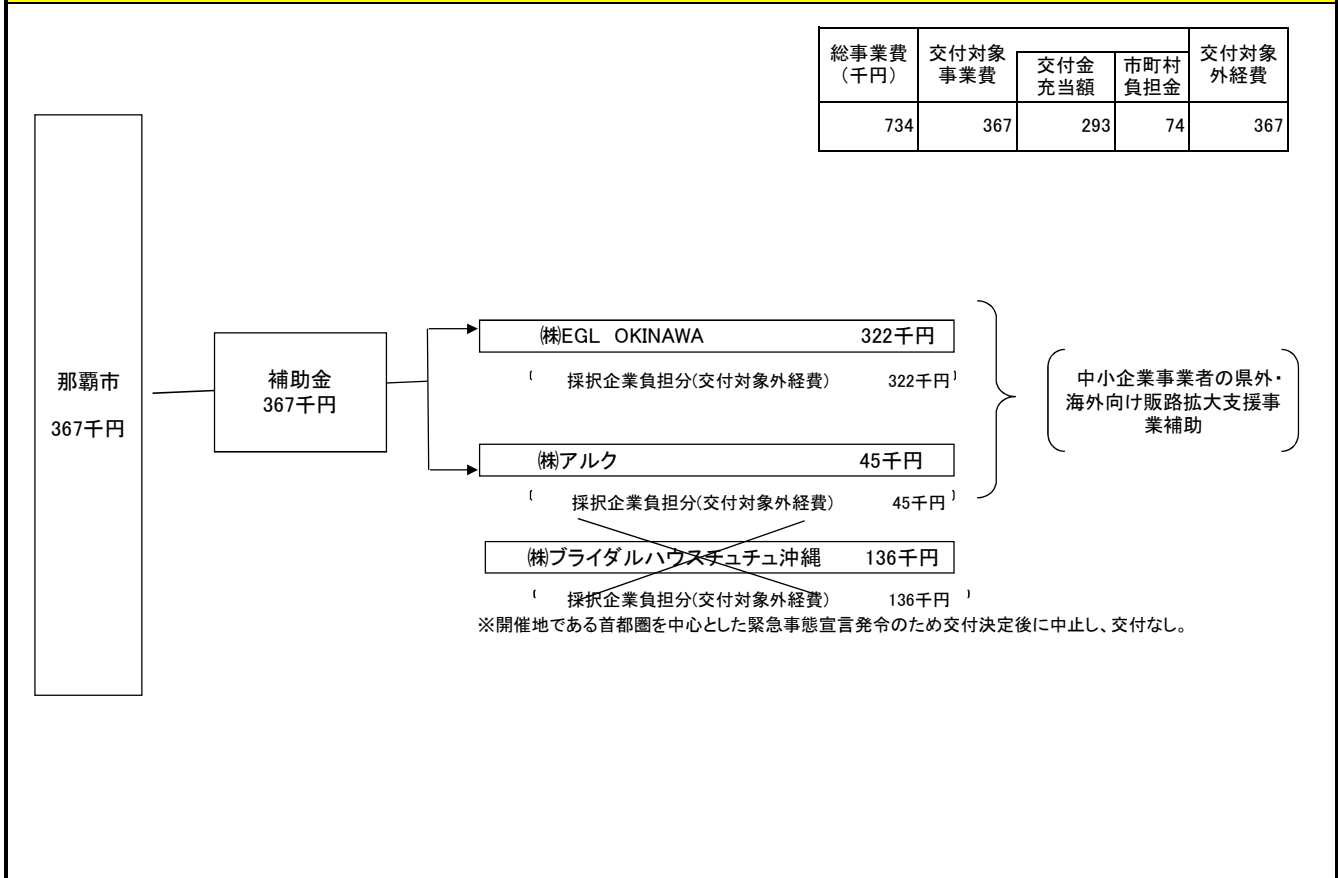 総事業費
(千円)
交付対象
事業費
交付金
充当額
市町村
負担金
交付対象
外経費
734
367
293
74
367
那覇市
367千円
補助金
367千円
㈱EGL OKINAWA 322千円
採択企業負担分(交付対象外経費) 322千円
㈱アルク 45千円
採択企業負担分(交付対象外経費) 45千円
㈱ブライダルハウスチュチュ沖縄 136千円
採択企業負担分(交付対象外経費) 136千円
※開催地である首都圏を中心とした緊急事態宣言発令のため交付決定後に中止し、交付なし。
中小企業事業者の県外・
海外向け販路拡大支援事
業補助